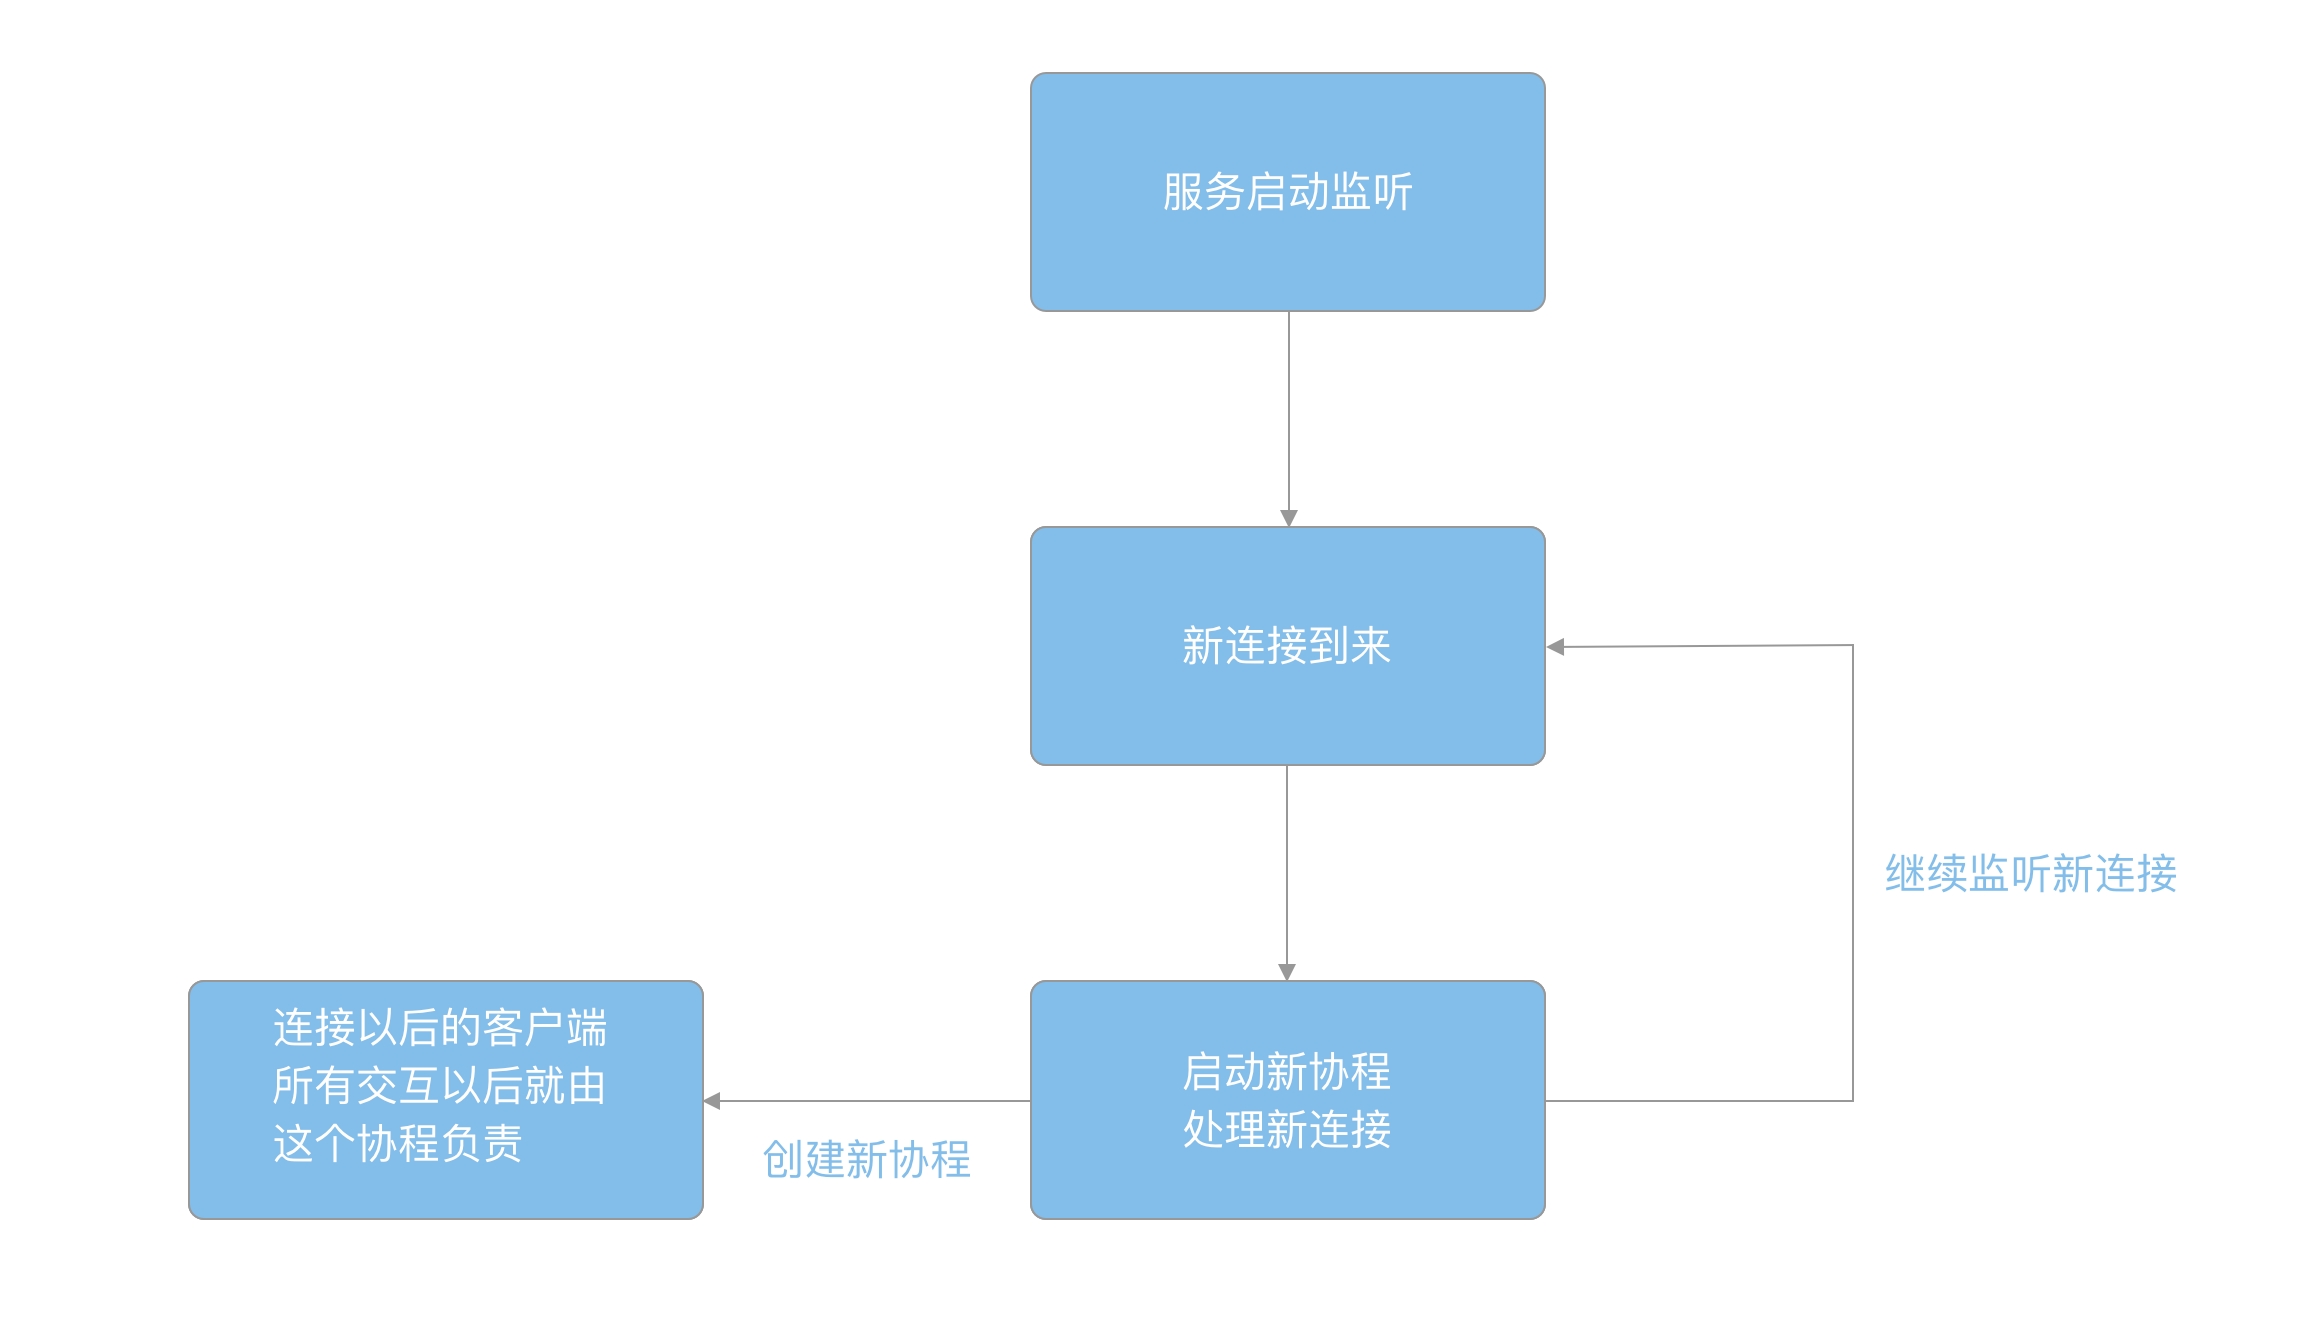 服务启动监听
新连接到来
继续监听新连接
连接以后的客户端
所有交互以后就由
这个协程负责
创建新协程
启动新协程
处理新连接